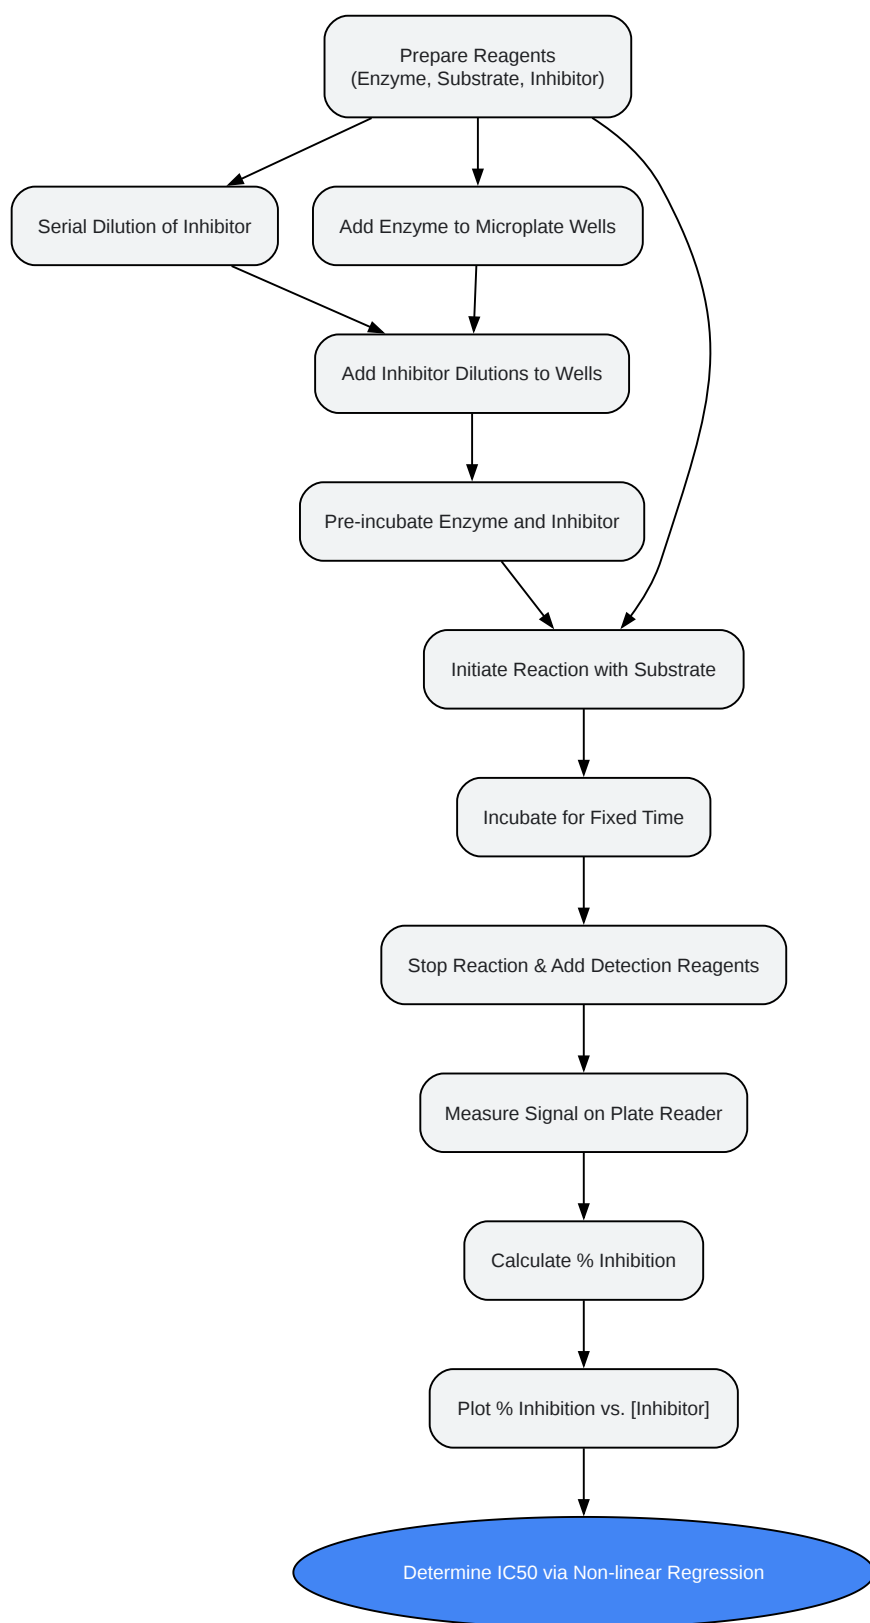 Prepare Reagents
(Enzyme, Substrate, Inhibitor)
Serial Dilution of Inhibitor
Add Enzyme to Microplate Wells
Add Inhibitor Dilutions to Wells
Pre-incubate Enzyme and Inhibitor
Initiate Reaction with Substrate
Incubate for Fixed Time
Stop Reaction & Add Detection Reagents
Measure Signal on Plate Reader
Calculate % Inhibition
Plot % Inhibition vs. [Inhibitor]
Determine IC50 via Non-linear Regression